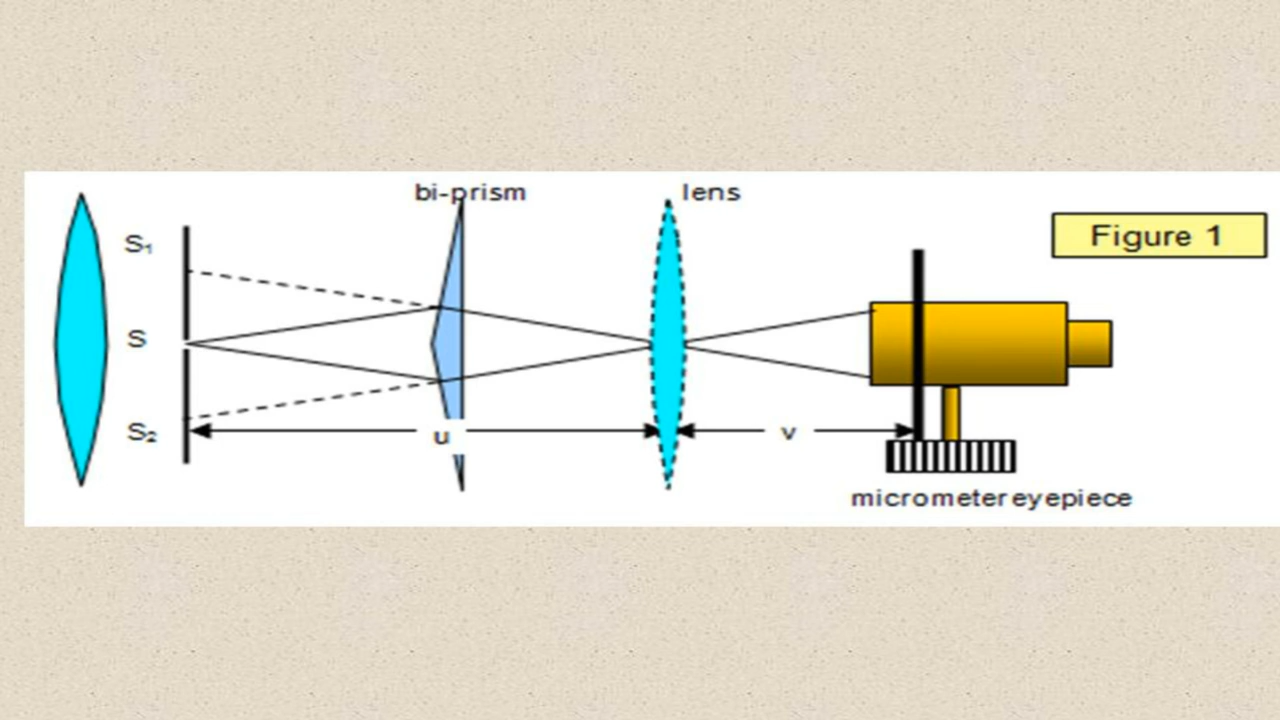 bi-prism
lens
Figure 1
S₁
S
S₂
u
v
micrometer eyepiece